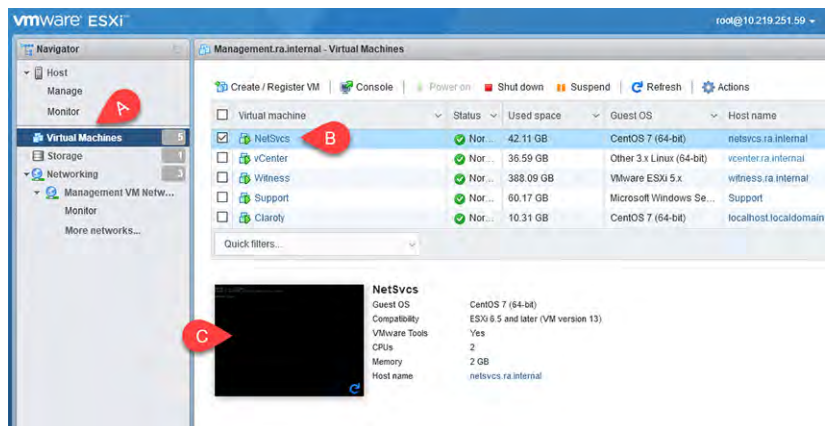 vmware ESXi™
root@10.219.251.59
Navigator
Management.ra.internal - Virtual Machines
Host
Manage
Monitor
A
Virtual Machines 5
Storage 1
Networking 3
Management VM Netw...
Monitor
More networks...
Create / Register VM | Console | Power on Shut down Suspend | Refresh | Actions
Virtual machine Status Used space Guest OS Host name
NetSvcs B Nor... 42.11 GB CentOS 7 (64-bit) netsvcs.ra.internal
vCenter Nor... 36.59 GB Other 3.x Linux (64-bit) vcenter.ra.internal
Witness Nor... 388.09 GB VMware ESXi 5.x witness.ra.internal
Support Nor... 60.17 GB Microsoft Windows Se... Support
Claroty Nor... 10.31 GB CentOS 7 (64-bit) localhost.localdomain
Quick filters...
C
NetSvcs
Guest OS CentOS 7 (64-bit)
Compatibility ESXi 6.5 and later (VM version 13)
VMware Tools Yes
CPUs 2
Memory 2 GB
Host name netsvcs.ra.internal